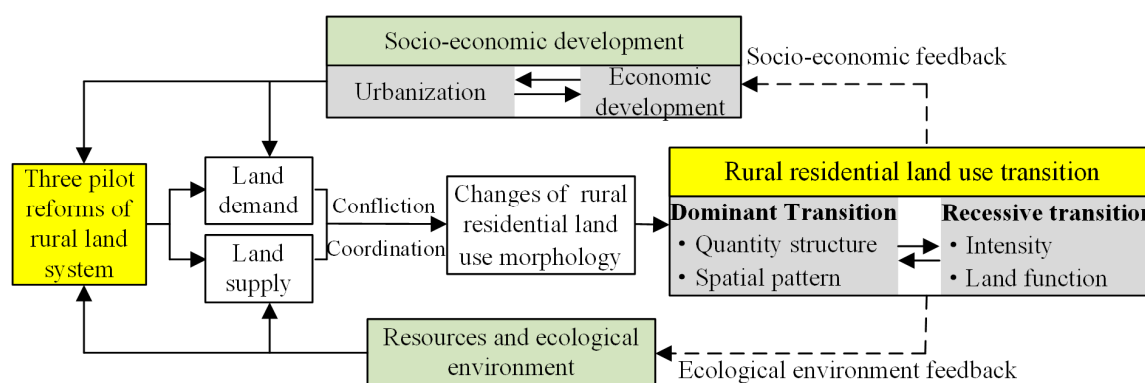 Socio-economic development
Urbanization
Economic
development
Socio-economic feedback
Three pilot
reforms of
rural land
system
Land
demand
Land
supply
Confliction
Coordination
Changes of rural
residential land
use morphology
Rural residential land use transition
Dominant Transition
• Quantity structure
• Spatial pattern
Recessive transition
• Intensity
• Land function
Resources and ecological
environment
Ecological environment feedback